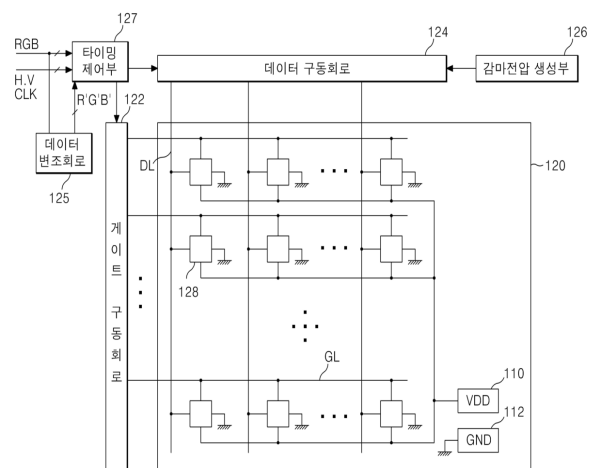 127
124
126
RGB
타이밍
제어부
데이터 구동회로
감마전압 생성부
H.V
CLK
R'G'B'
122
데이터
변조회로
125
DL
120
128
게이트 구동회로
GL
110
VDD
112
GND